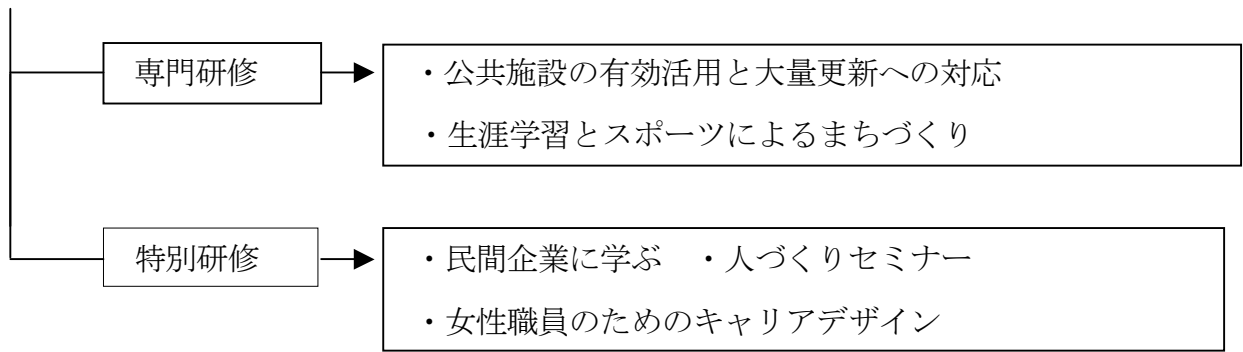 専門研修
・公共施設の有効活用と大量更新への対応
・生涯学習とスポーツによるまちづくり
特別研修
・民間企業に学ぶ　・人づくりセミナー
・女性職員のためのキャリアデザイン